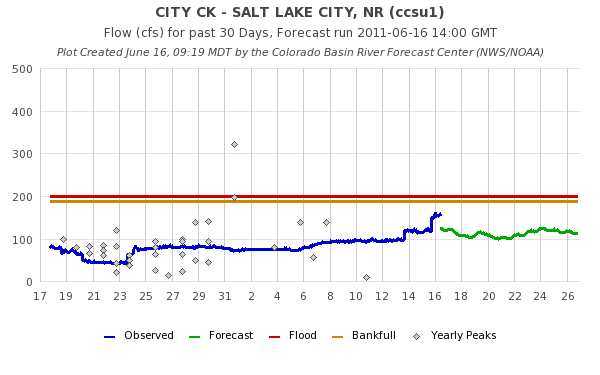 CITY CK - SALT LAKE CITY, NR (ccsu1)
Flow (cfs) for past 30 Days, Forecast run 2011-06-16 14:00 GMT
Plot Created June 16, 09:19 MDT by the Colorado Basin River Forecast Center (NWS/NOAA)
500
400
300
200
100
0
17 19 21 23 25 27 29 31 2 4 6 8 10 12 14 16 18 20 22 24 26
Observed Forecast Flood Bankfull Yearly Peaks